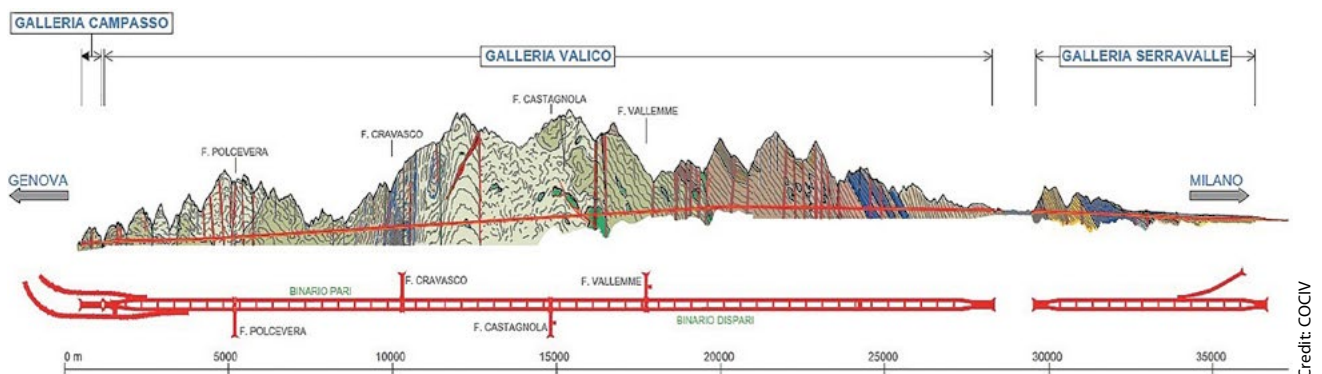 GALLERIA CAMPASSO
GALLERIA VALICO
GALLERIA SERRAVALLE
F. CASTAGNOLA
F. VALLEMME
F. CRAVASCO
F. POLCEVERA
GENOVA
MILANO
F. CRAVASCO
F. VALLEMME
BINARIO PARI
BINARIO DISPARI
F. POLCEVERA
F. CASTAGNOLA
0 m 5000 10000 15000 20000 25000 30000 35000
Credit: COCIV